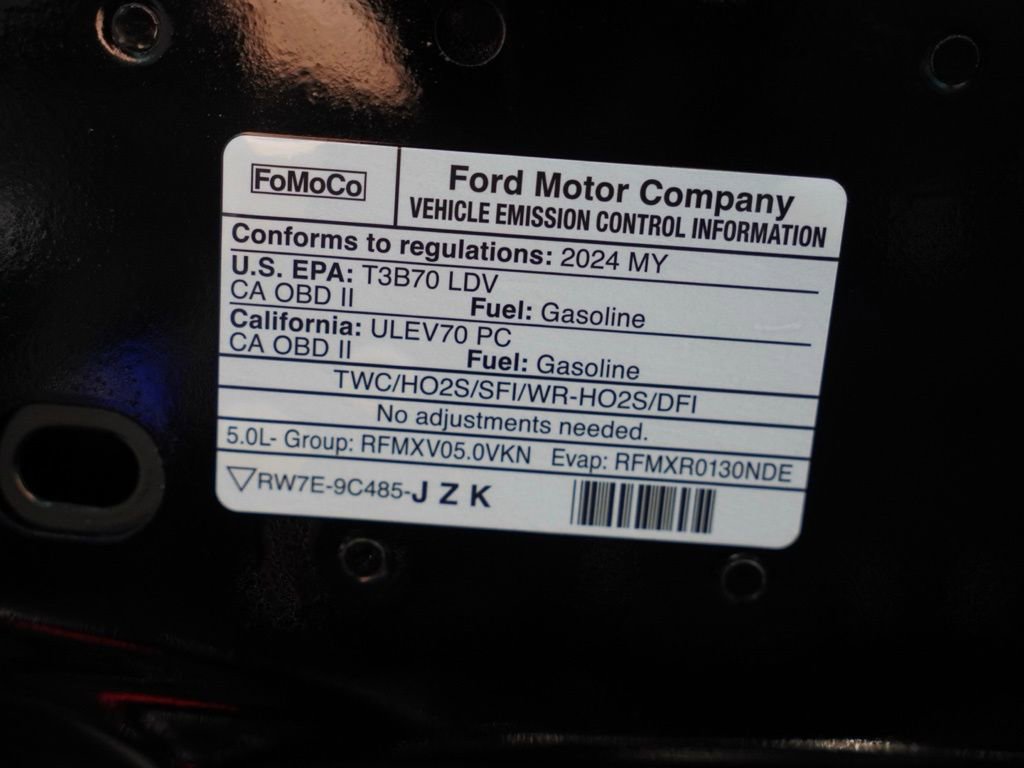 FoMoCo
Ford Motor Company
VEHICLE EMISSION CONTROL INFORMATION
Conforms to regulations: 2024 MY
U.S. EPA: T3B70 LDV
CA OBD II Fuel: Gasoline
California: ULEV70 PC
CA OBD II Fuel: Gasoline
TWC/HO2S/SFI/WR-HO2S/DFI
No adjustments needed.
5.0L- Group: RFMXV05.0VKN Evap: RFMXR0130NDE
RW7E-9C485-J Z K